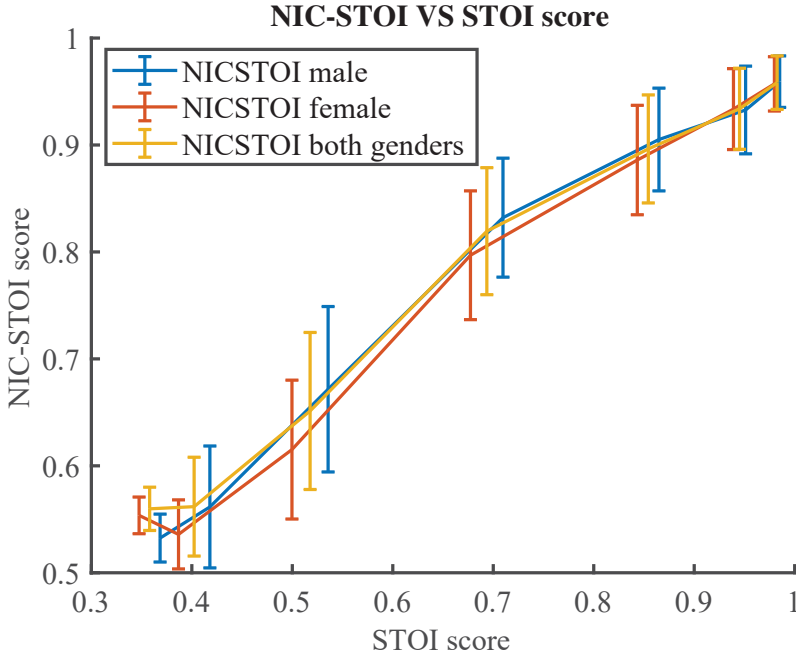 NIC-STOI VS STOI score
NICSTOI male
NICSTOI female
NICSTOI both genders
NIC-STOI score
1
0.9
0.8
0.7
0.6
0.5
0.3 0.4 0.5 0.6 0.7 0.8 0.9 1
STOI score